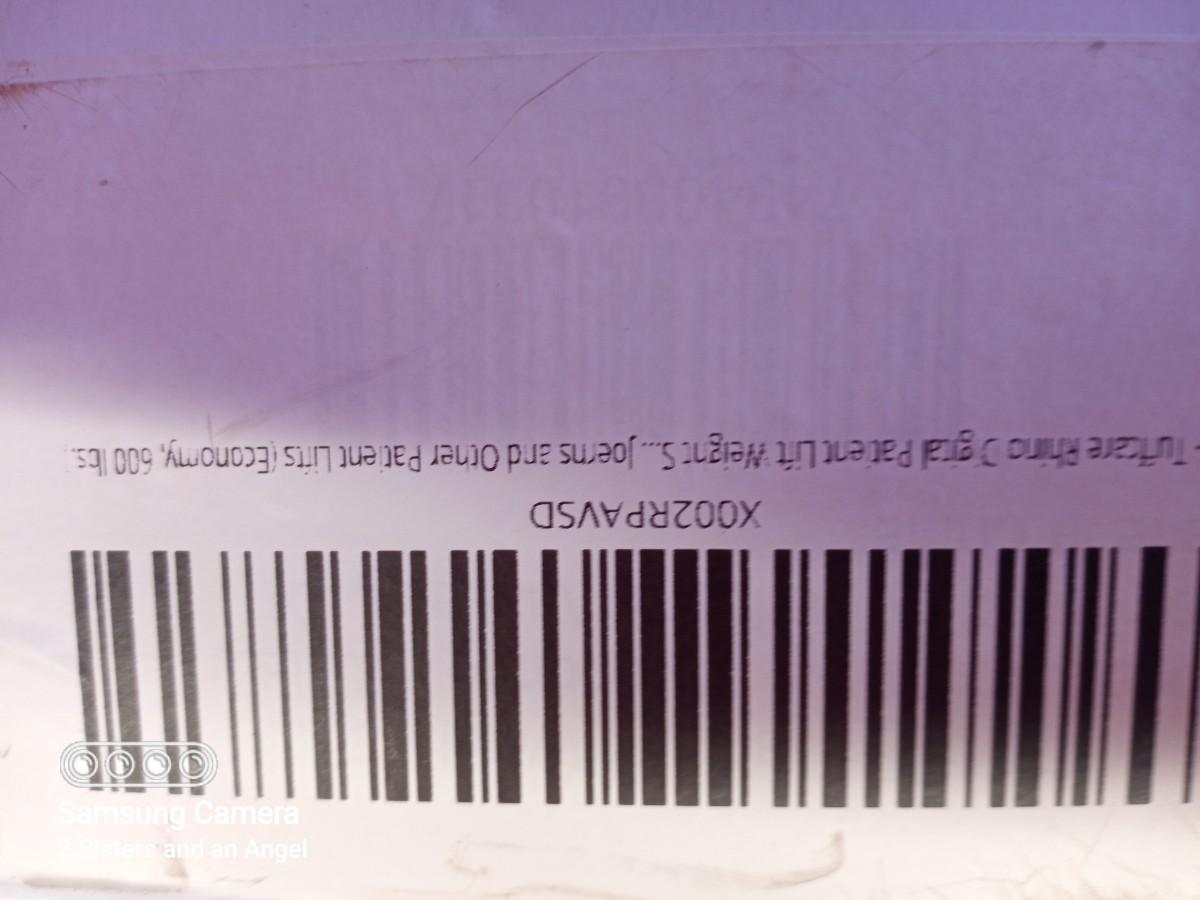 X002RPAVSD
- Tuffcare Rhino Digital Patient Lift Weight S... Joerns and Other Patient Lifts (Economy, 600 lbs.
Samsung Camera
2 Sisters and an Angel